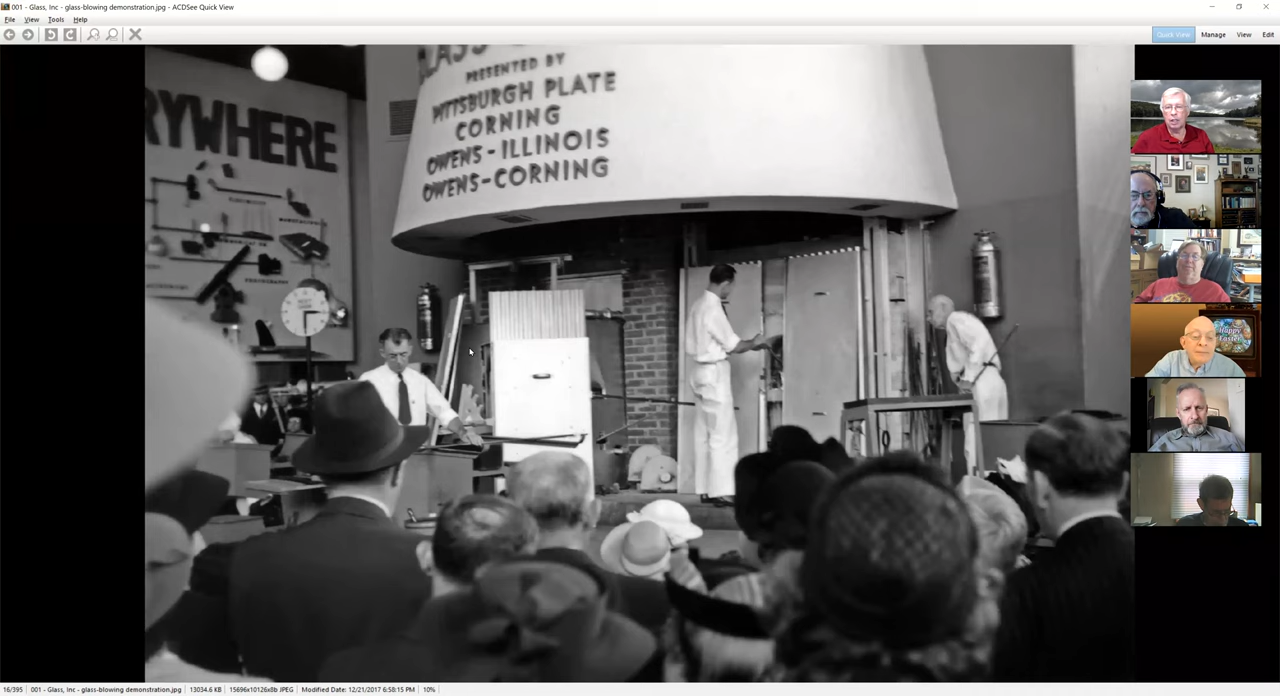 001 - Glass, Inc - glass-blowing demonstration.jpg - ACDSee Quick View
File View Tools Help
Quick View Manage View Edit
PRESENTED BY
PITTSBURGH PLATE
CORNING
OWENS-ILLINOIS
OWENS-CORNING
RYWHERE
PHOTOGRAPHY
Happy
Easter
16/395 001 - Glass, Inc - glass-blowing demonstration.jpg 13034.6 KB 15696x10126x8b JPEG Modified Date: 12/21/2017 6:58:15 PM 10%